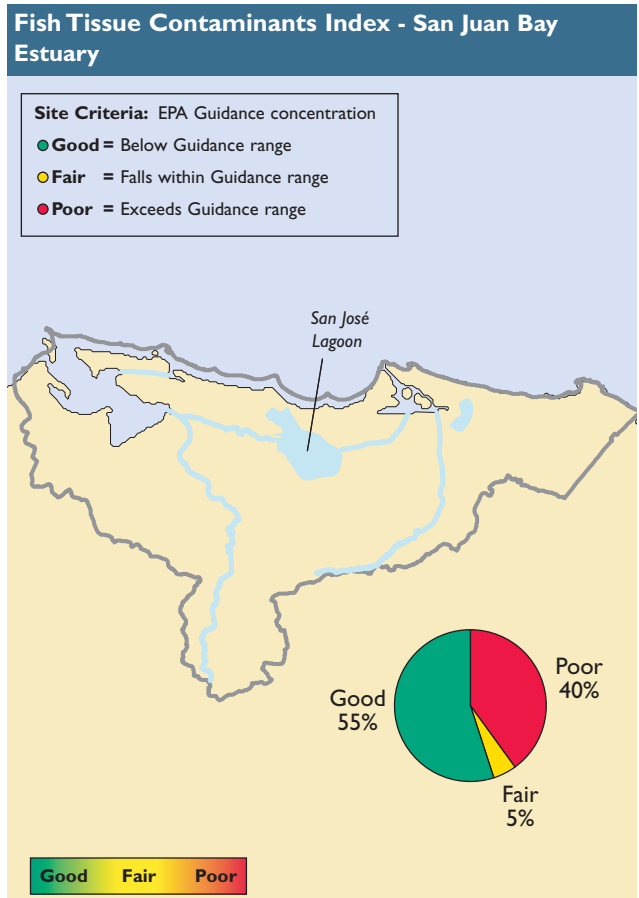 Fish Tissue Contaminants Index - San Juan Bay
Estuary
Site Criteria: EPA Guidance concentration
Good = Below Guidance range
Fair = Falls within Guidance range
Poor = Exceeds Guidance range
San José
Lagoon
Good
55%
Poor
40%
Fair
5%
Good Fair Poor